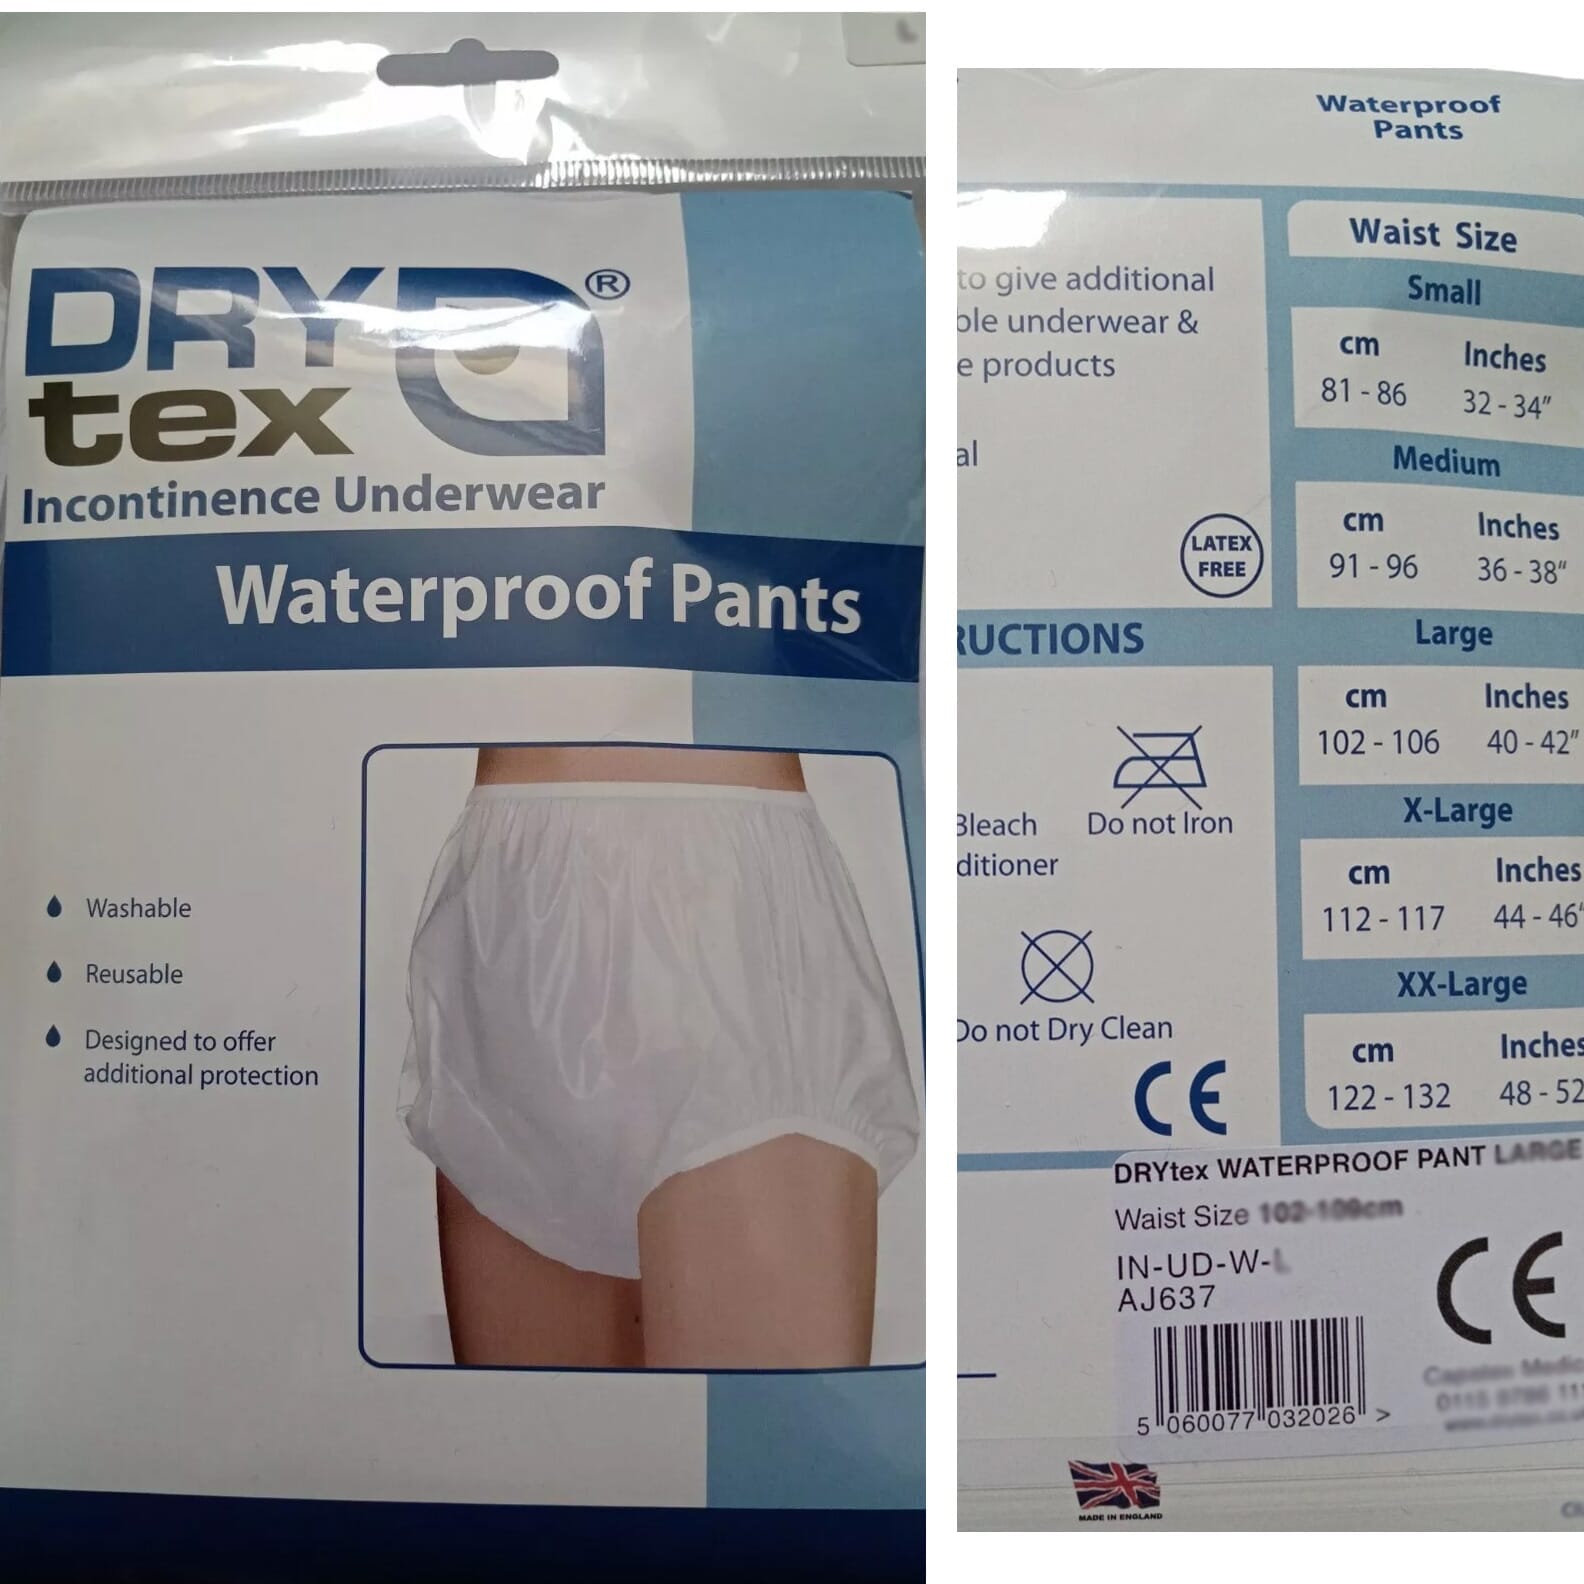 DRY
tex
®
Incontinence Underwear
Waterproof Pants
Washable
Reusable
Designed to offer
additional protection
Waterproof
Pants
to give additional
ble underwear &
e products
al
LATEX
FREE
RUCTIONS
Bleach
ditioner
Do not Iron
Do not Dry Clean
CE
Waist Size
Small
cm Inches
81 - 86 32 - 34"
Medium
cm Inches
91 - 96 36 - 38"
Large
cm Inches
102 - 106 40 - 42"
X-Large
cm Inches
112 - 117 44 - 46"
XX-Large
cm Inches
122 - 132 48 - 52
DRYtex WATERPROOF PANT LARGE
Waist Size
IN-UD-W-L
AJ637
CE
5 060077 032026 >
MADE IN ENGLAND